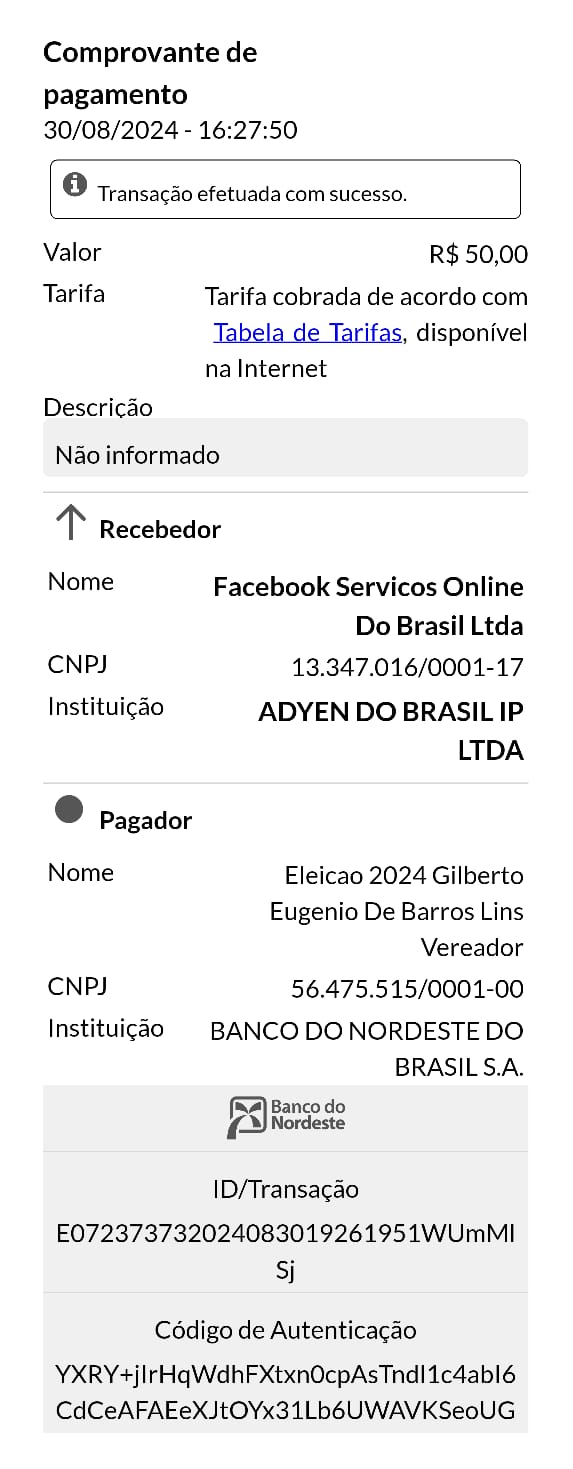 Comprovante de
pagamento
30/08/2024 - 16:27:50
Transação efetuada com sucesso.
Valor R$ 50,00
Tarifa Tarifa cobrada de acordo com
Tabela de Tarifas, disponível
na Internet
Descrição
Não informado
Recebedor
Nome Facebook Servicos Online
Do Brasil Ltda
CNPJ 13.347.016/0001-17
Instituição ADYEN DO BRASIL IP
LTDA
Pagador
Nome Eleicao 2024 Gilberto
Eugenio De Barros Lins
Vereador
CNPJ 56.475.515/0001-00
Instituição BANCO DO NORDESTE DO
BRASIL S.A.
Banco do
Nordeste
ID/Transação
E072373732024083019261951WUmMI
Sj
Código de Autenticação
YXRY+jIrHqWdhFXtxn0cpAsTndI1c4abI6
CdCeAFAEeXJtOYx31Lb6UWAVKSeoUG